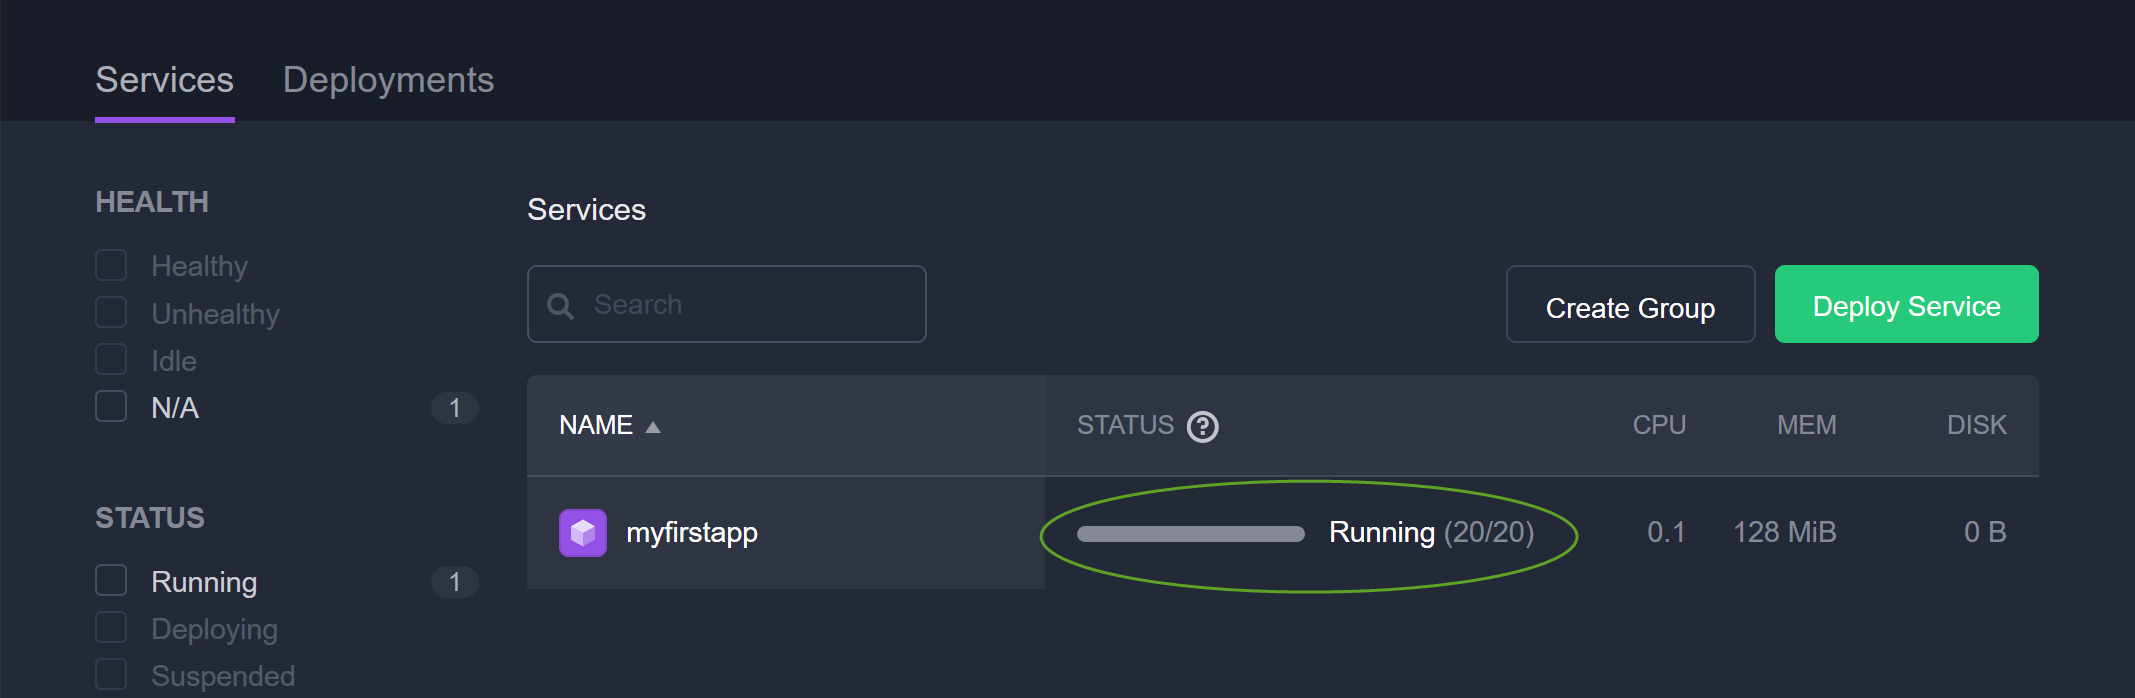 Services Deployments
HEALTH
Healthy
Unhealthy
Idle
N/A 1
STATUS
Running 1
Deploying
Suspended
Services
Search
Create Group Deploy Service
NAME STATUS ? CPU MEM DISK
myfirstapp Running (20/20) 0.1 128 MiB 0 B